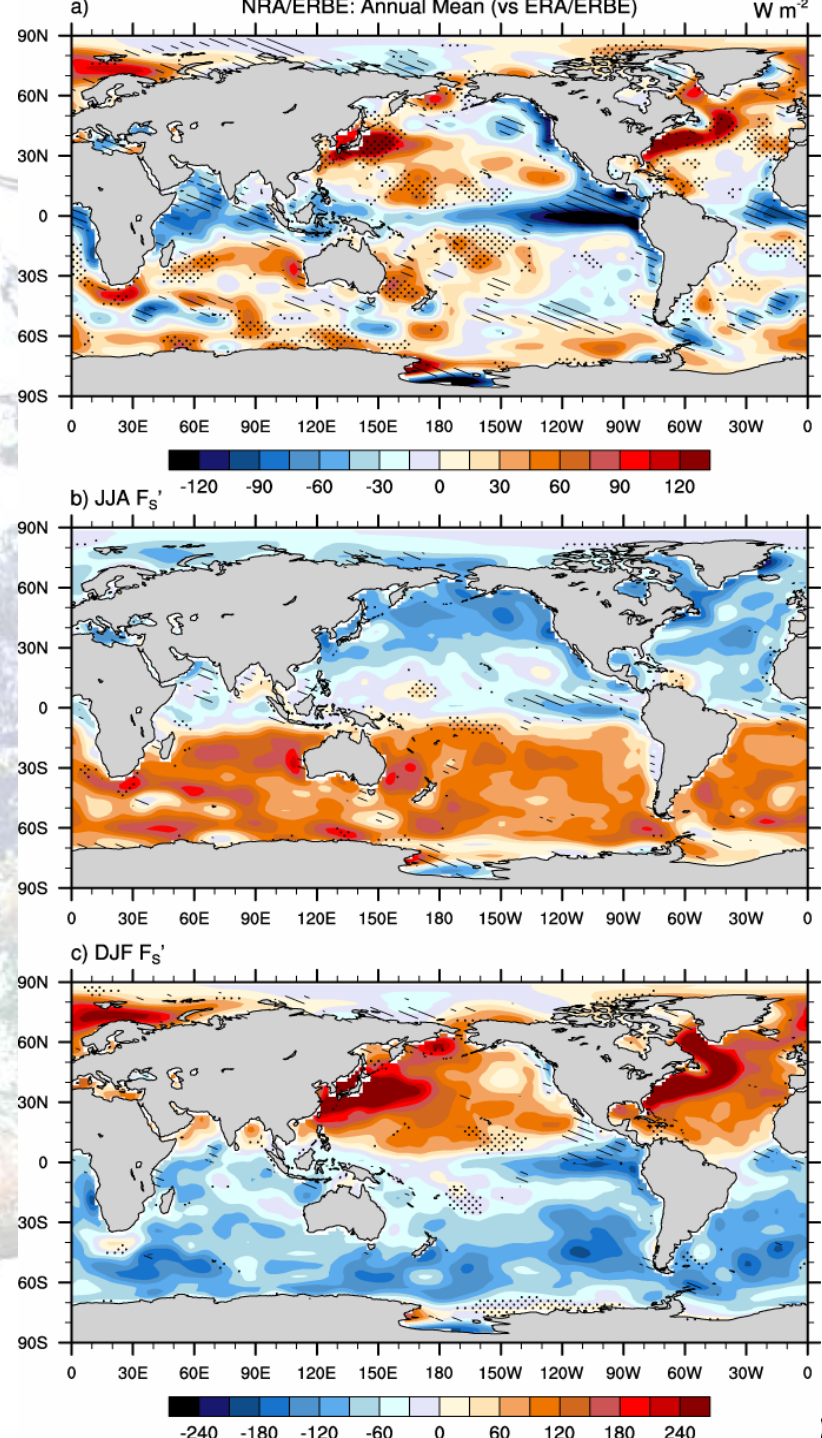 a) NRA/ERBE: Annual Mean (vs ERA/ERBE) W m-2
90N
60N
30N
0
30S
60S
90S
0 30E 60E 90E 120E 150E 180 150W 120W 90W 60W 30W 0
-120 -90 -60 -30 0 30 60 90 120
b) JJA FS'
90N
60N
30N
0
30S
60S
90S
0 30E 60E 90E 120E 150E 180 150W 120W 90W 60W 30W 0
c) DJF FS'
90N
60N
30N
0
30S
60S
90S
0 30E 60E 90E 120E 150E 180 150W 120W 90W 60W 30W 0
-240 -180 -120 -60 0 60 120 180 240